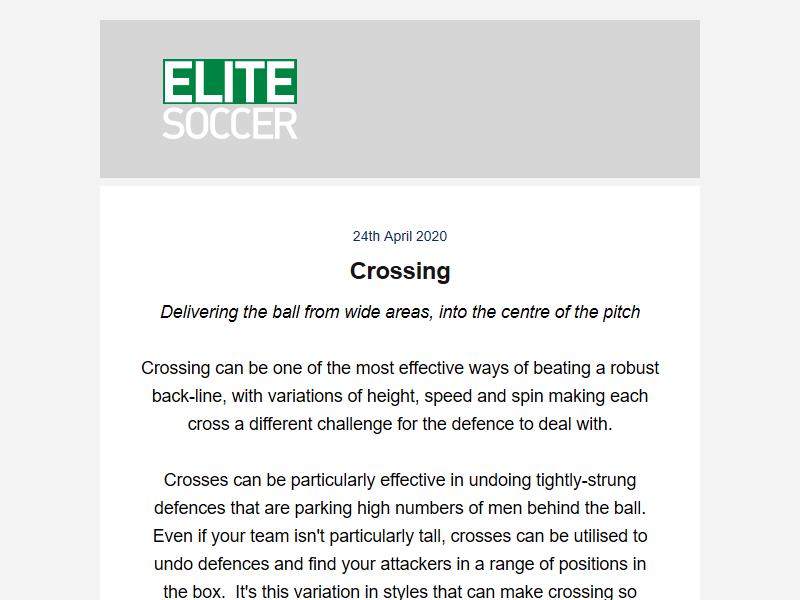 ELITE
SOCCER
24th April 2020
Crossing
Delivering the ball from wide areas, into the centre of the pitch
Crossing can be one of the most effective ways of beating a robust
back-line, with variations of height, speed and spin making each
cross a different challenge for the defence to deal with.
Crosses can be particularly effective in undoing tightly-strung
defences that are parking high numbers of men behind the ball.
Even if your team isn't particularly tall, crosses can be utilised to
undo defences and find your attackers in a range of positions in
the box.  It's this variation in styles that can make crossing so